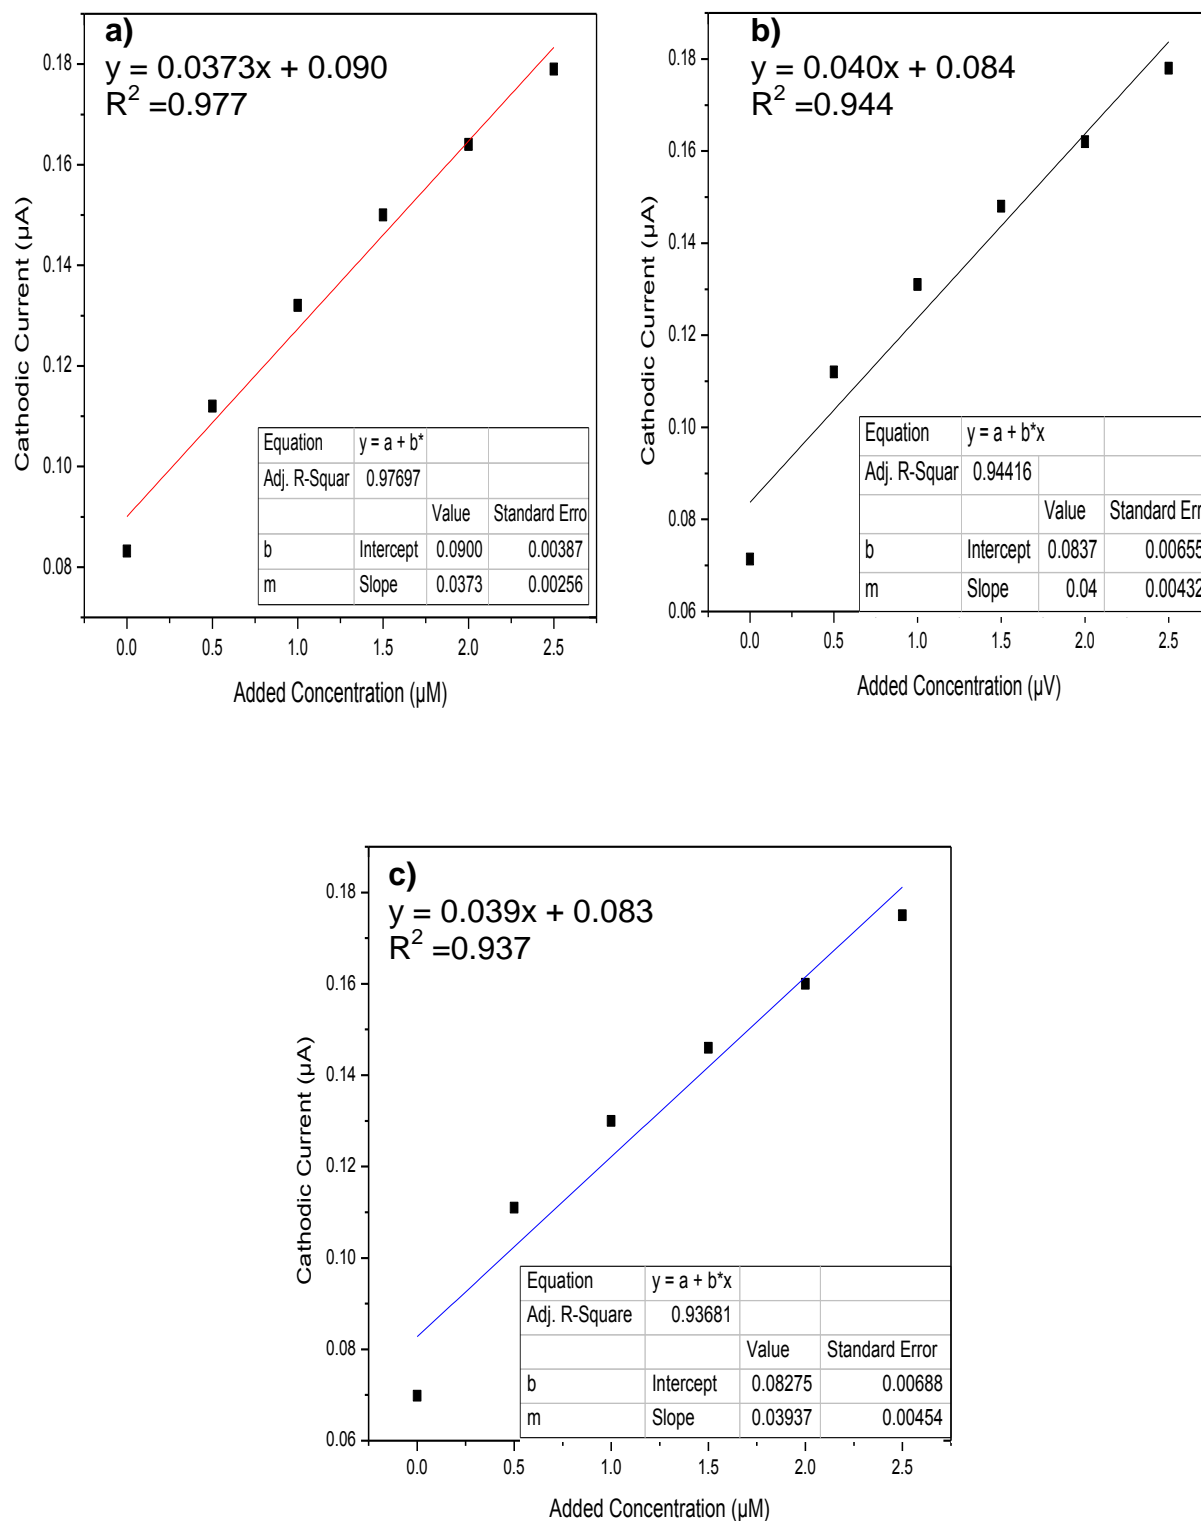 a)
y = 0.0373x + 0.090
R² =0.977
0.18
0.16
0.14
0.12
0.10
0.08
Cathodic Current (µA)
Equation y = a + b*
Adj. R-Squar 0.97697
Value Standard Erro
b Intercept 0.0900 0.00387
m Slope 0.0373 0.00256
0.0 0.5 1.0 1.5 2.0 2.5
Added Concentration (µM)
b)
y = 0.040x + 0.084
R² =0.944
0.18
0.16
0.14
0.12
0.10
0.08
0.06
Cathodic Current (µA)
Equation y = a + b*x
Adj. R-Squar 0.94416
Value Standard Err
b Intercept 0.0837 0.00655
m Slope 0.04 0.00432
0.0 0.5 1.0 1.5 2.0 2.5
Added Concentration (µV)
c)
y = 0.039x + 0.083
R² =0.937
0.18
0.16
0.14
0.12
0.10
0.08
0.06
Cathodic Current (µA)
Equation y = a + b*x
Adj. R-Square 0.93681
Value Standard Error
b Intercept 0.08275 0.00688
m Slope 0.03937 0.00454
0.0 0.5 1.0 1.5 2.0 2.5
Added Concentration (µM)